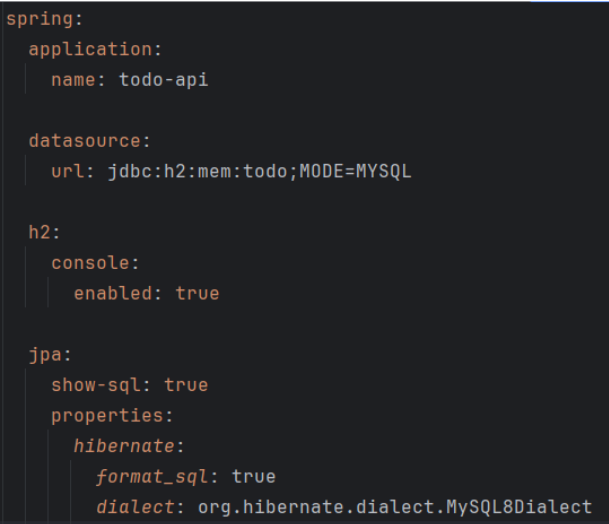 spring:
  application:
    name: todo-api

  datasource:
    url: jdbc:h2:mem:todo;MODE=MYSQL

  h2:
    console:
      enabled: true

  jpa:
    show-sql: true
    properties:
      hibernate:
        format_sql: true
        dialect: org.hibernate.dialect.MySQL8Dialect